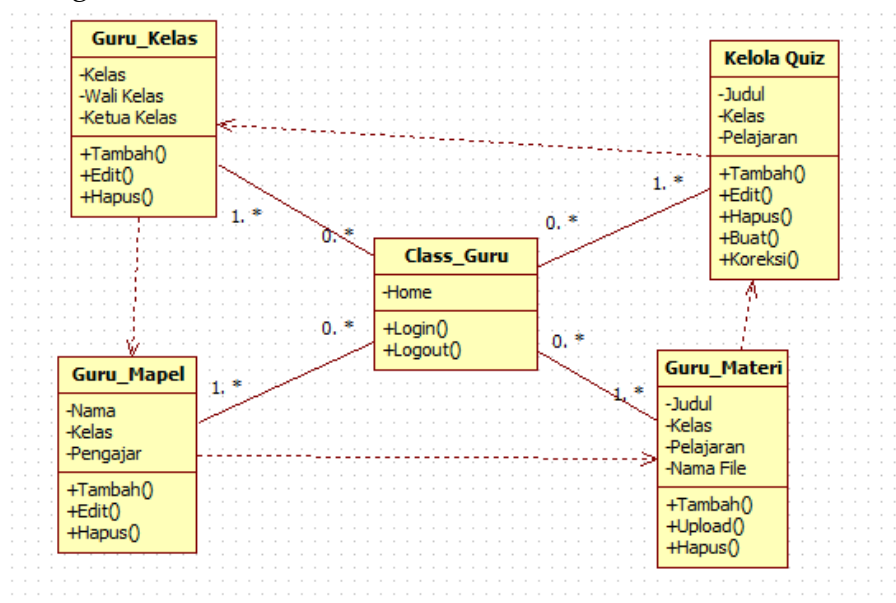 Guru_Kelas
-Kelas
-Wali Kelas
-Ketua Kelas
+Tambah()
+Edit()
+Hapus()
Kelola Quiz
-Judul
-Kelas
-Pelajaran
+Tambah()
+Edit()
+Hapus()
+Buat()
+Koreksi()
1. *
0. *
1. *
0. *
Class_Guru
-Home
+Login()
+Logout()
0. *
1. *
0. *
1. *
Guru_Mapel
-Nama
-Kelas
-Pengajar
+Tambah()
+Edit()
+Hapus()
Guru_Materi
-Judul
-Kelas
-Pelajaran
-Nama File
+Tambah()
+Upload()
+Hapus()